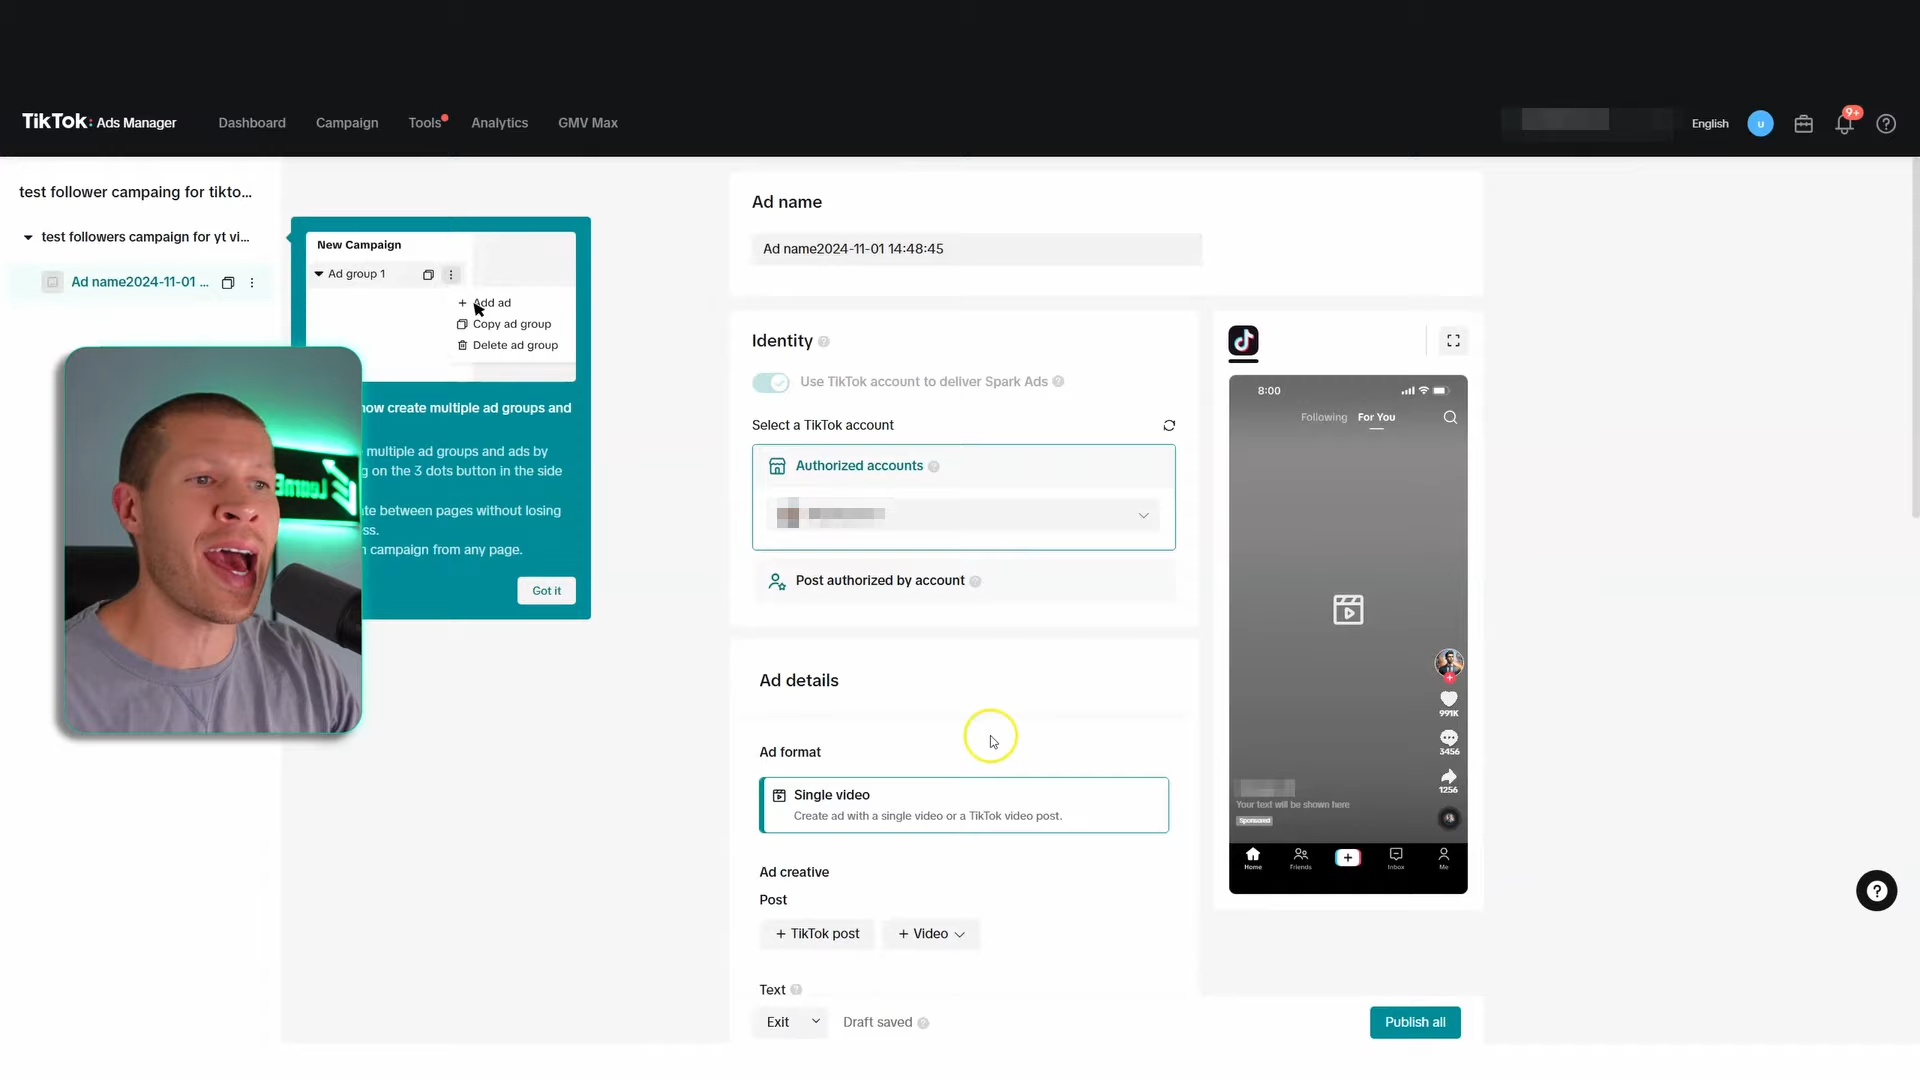 TikTok: Ads Manager
Dashboard
Campaign
Tools
Analytics
GMV Max
English
u
9+
test follower campaing for tikto...
test followers campaign for yt vi...
Ad name2024-11-01 ...
New Campaign
Ad group 1
+ Add ad
Copy ad group
Delete ad group
now create multiple ad groups and
multiple ad groups and ads by
g on the 3 dots button in the side
te between pages without losing
ss.
campaign from any page.
Got it
Ad name
Ad name2024-11-01 14:48:45
Identity
Use TikTok account to deliver Spark Ads
Select a TikTok account
Authorized accounts
Post authorized by account
Ad details
Ad format
Single video
Create ad with a single video or a TikTok video post.
Ad creative
Post
+ TikTok post
+ Video
Text
Exit
Draft saved
Publish all
8:00
Following
For You
991K
3456
1256
Your text will be shown here
Sponsored
Home
Friends
Inbox
Me